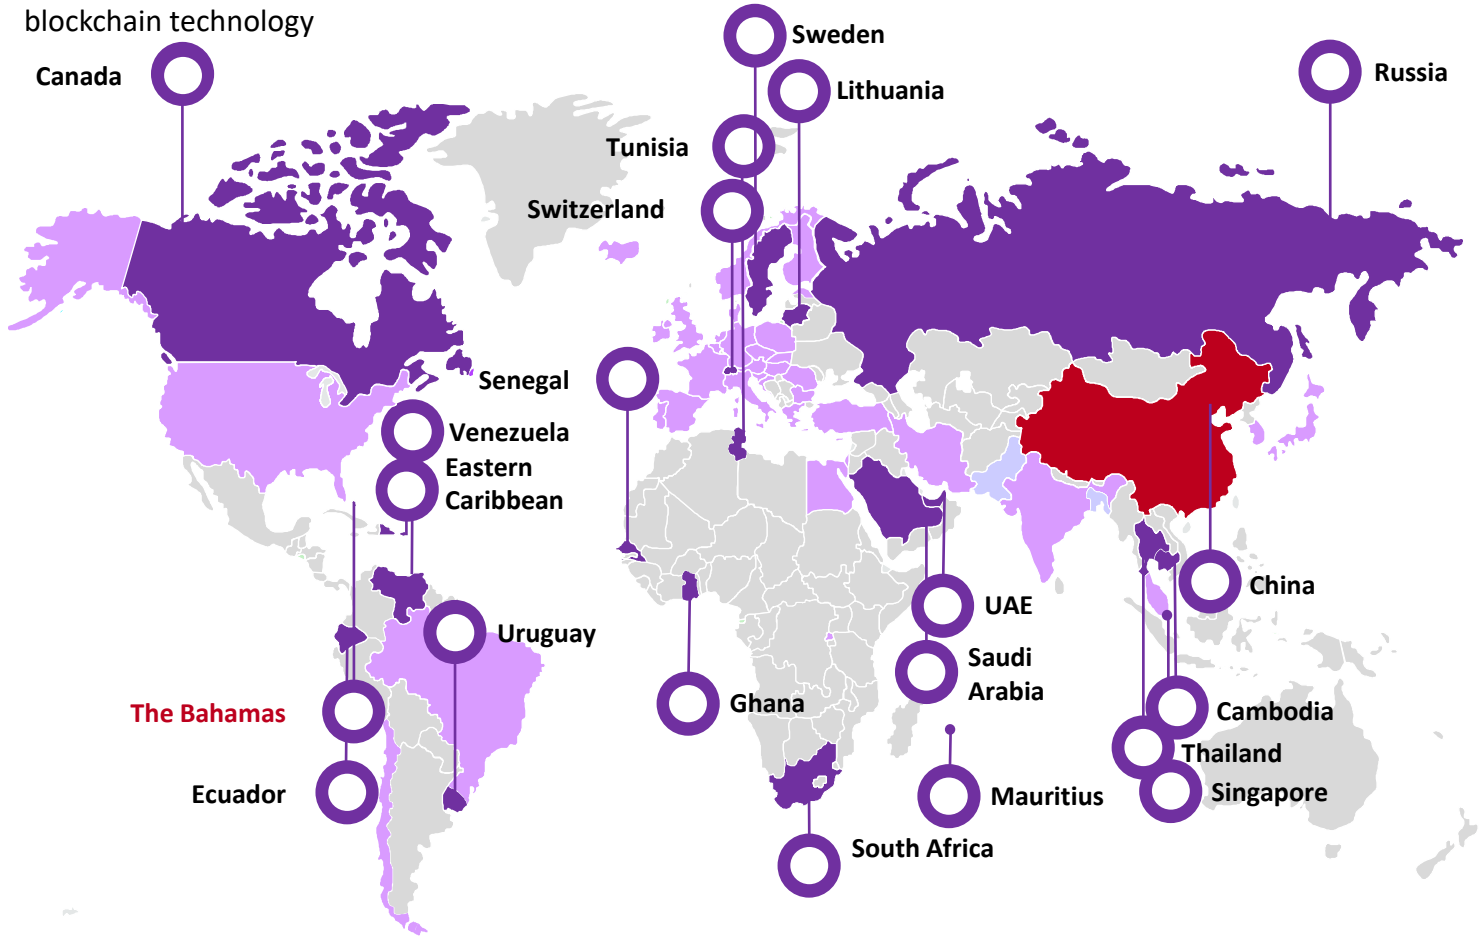 blockchain technology
Sweden
Canada
Russia
Lithuania
Tunisia
Switzerland
Senegal
Venezuela
Eastern
Caribbean
China
UAE
Uruguay
Saudi
Arabia
Ghana
The Bahamas
Cambodia
Thailand
Ecuador
Mauritius
Singapore
South Africa